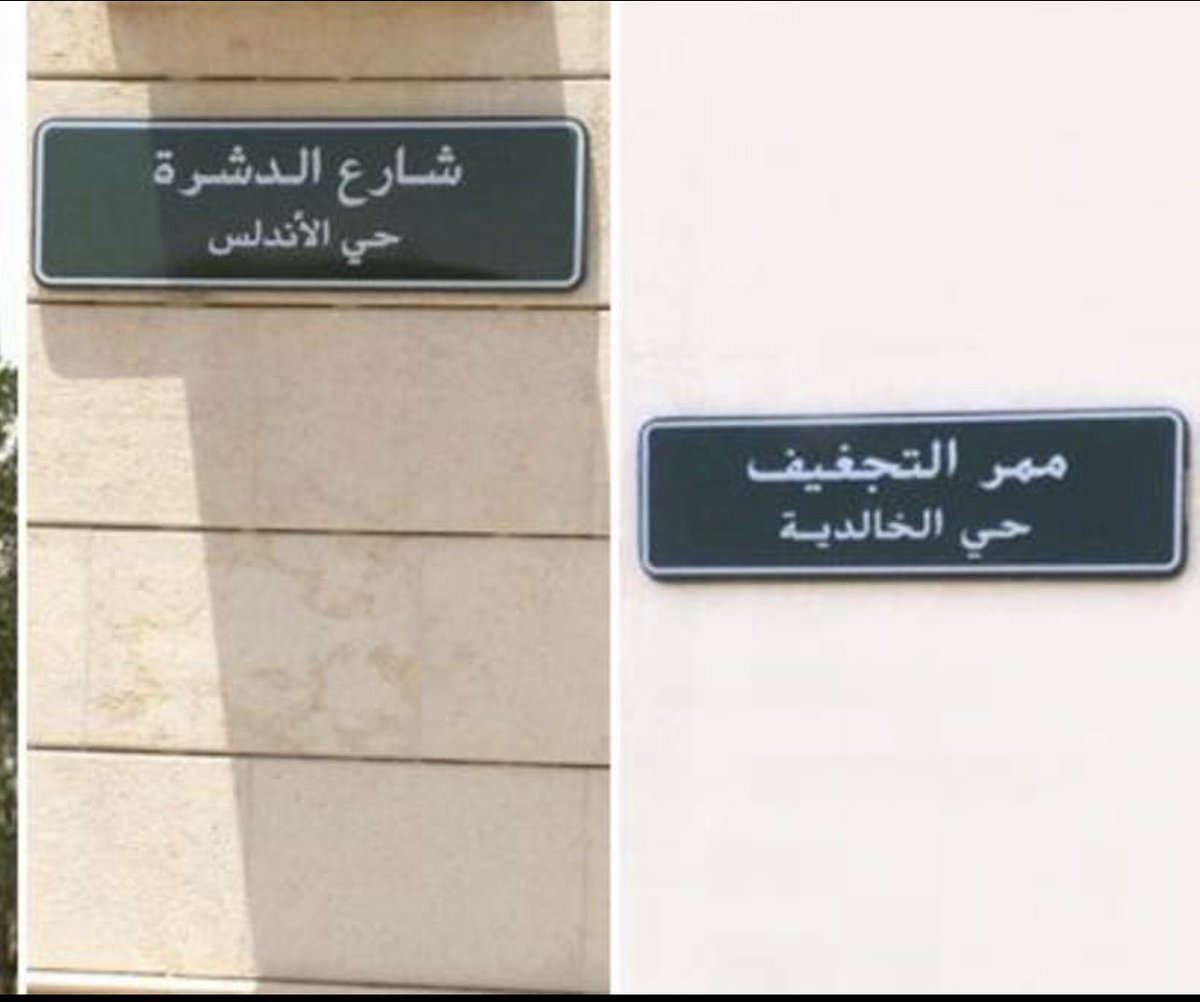 شارع الدشرة
حي الأندلس
ممر التجغيف
حي الخالدية